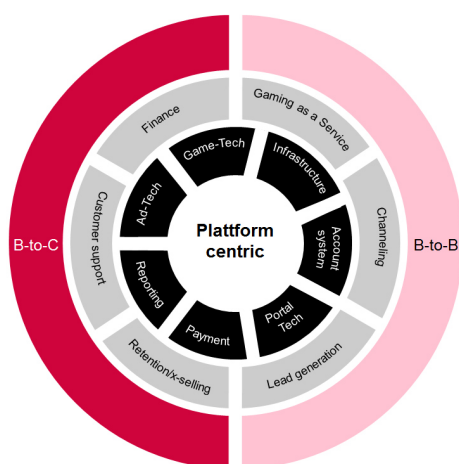 Finance
Gaming as a Service
Game-Tech
Infrastructure
Ad-Tech
Customer support
Channeling
B-to-C
Plattform
centric
Account
system
B-to-B
Reporting
Portal
Tech
Payment
Retention/x-selling
Lead generation